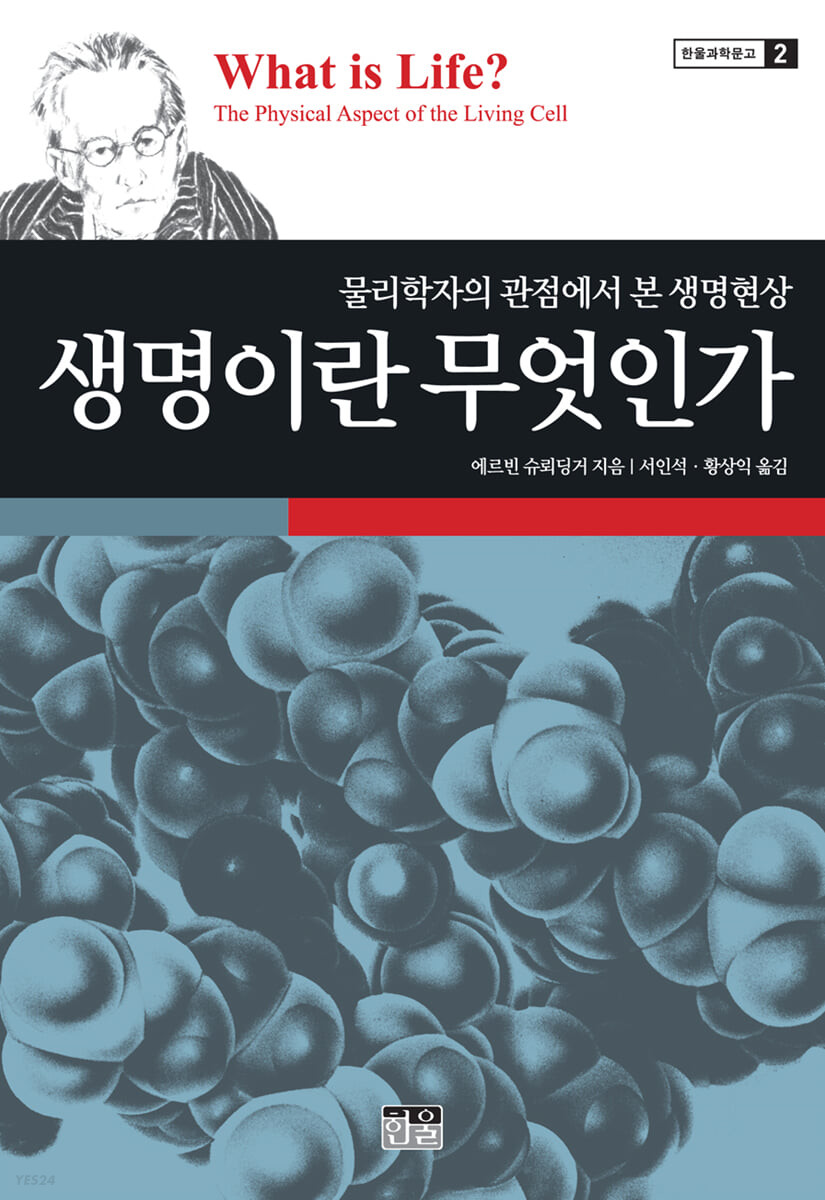 What is Life?
The Physical Aspect of the Living Cell
한울과학문고 2
물리학자의 관점에서 본 생명현상
생명이란 무엇인가
에르빈 슈뢰딩거 지음 | 서인석 · 황상익 옮김
한울
YES24